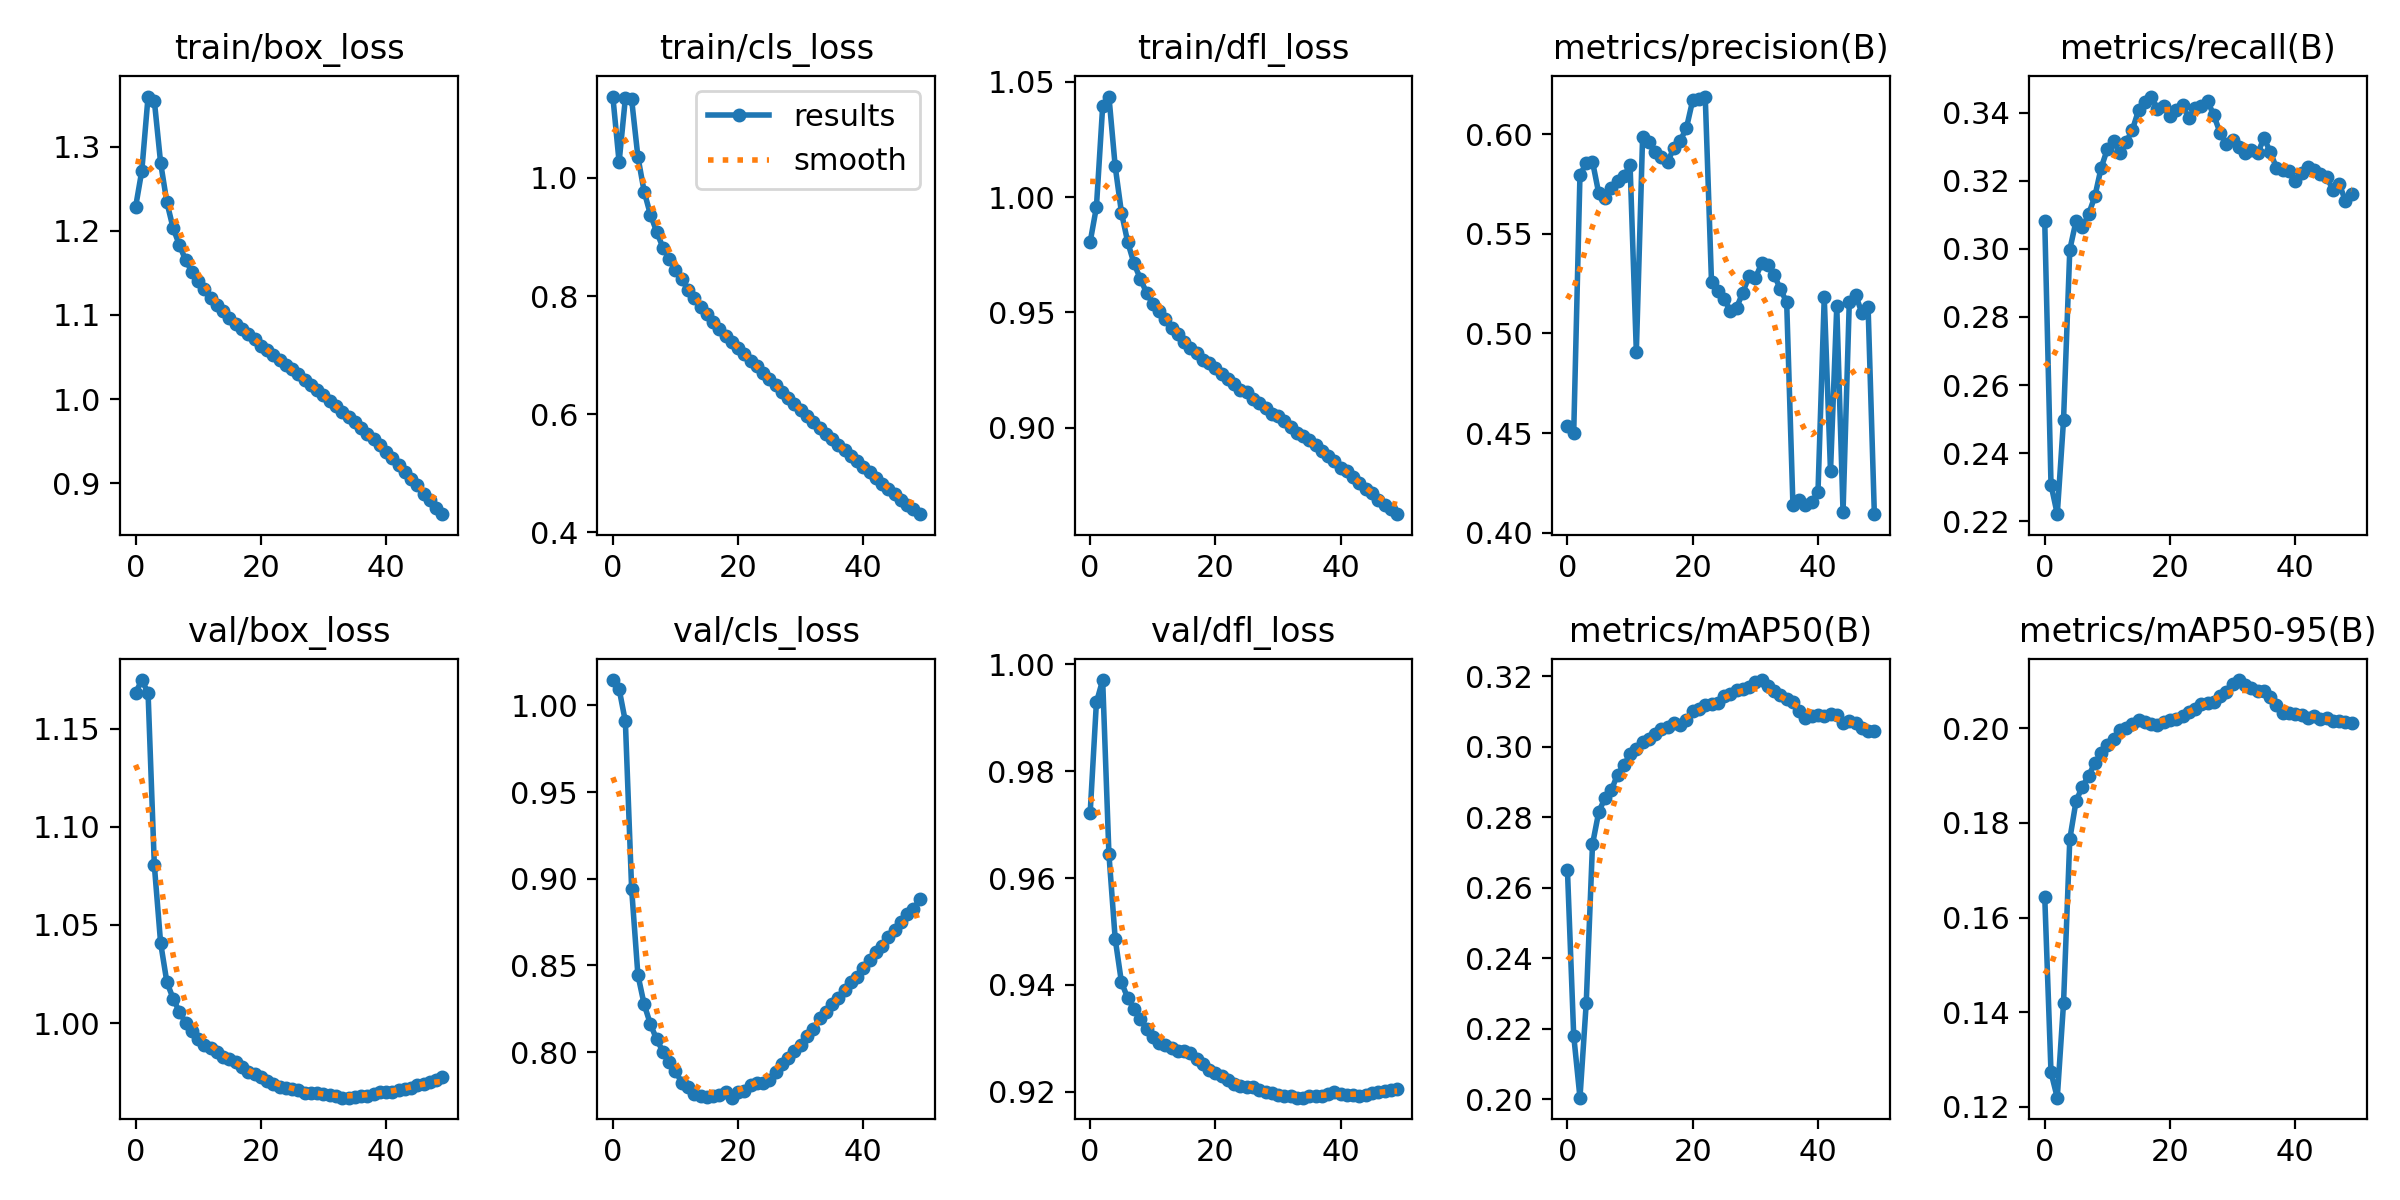 train/box_loss
1.3
1.2
1.1
1.0
0.9
0 20 40
train/cls_loss
results
smooth
1.0
0.8
0.6
0.4
0 20 40
train/dfl_loss
1.05
1.00
0.95
0.90
0 20 40
metrics/precision(B)
0.60
0.55
0.50
0.45
0.40
0 20 40
metrics/recall(B)
0.34
0.32
0.30
0.28
0.26
0.24
0.22
0 20 40
val/box_loss
1.15
1.10
1.05
1.00
0 20 40
val/cls_loss
1.00
0.95
0.90
0.85
0.80
0 20 40
val/dfl_loss
1.00
0.98
0.96
0.94
0.92
0 20 40
metrics/mAP50(B)
0.32
0.30
0.28
0.26
0.24
0.22
0.20
0 20 40
metrics/mAP50-95(B)
0.20
0.18
0.16
0.14
0.12
0 20 40